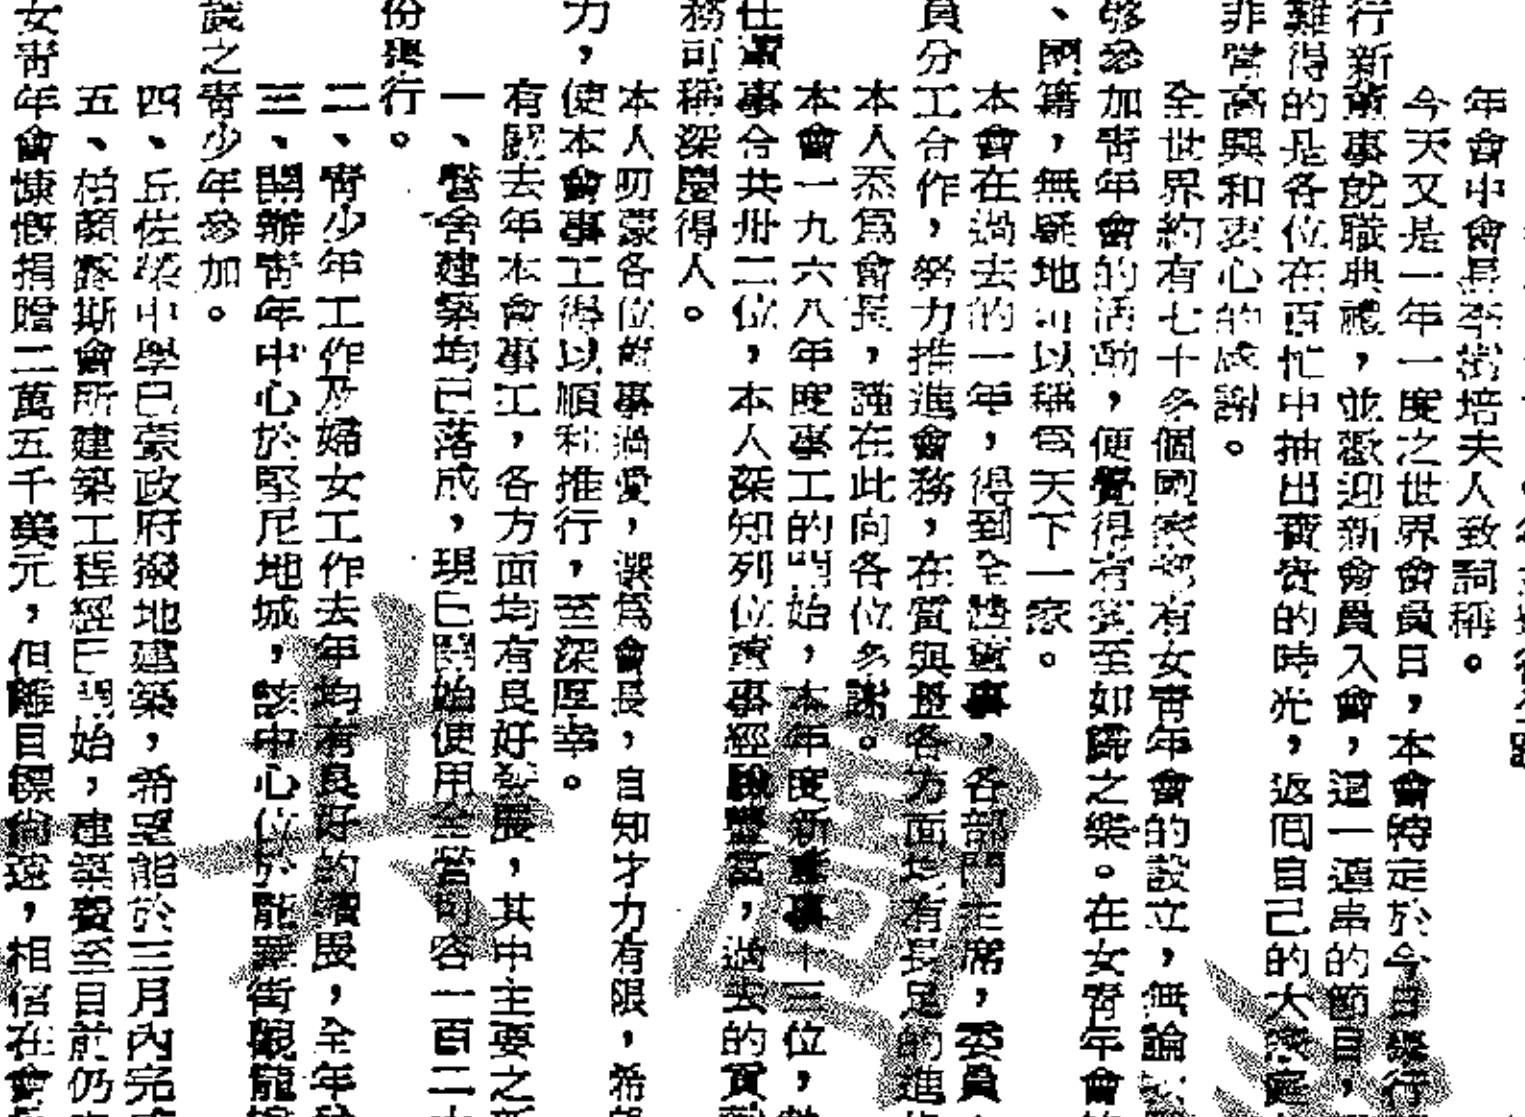 年會中會長李樹培夫人致詞稱。
今天又是一年一度之世界會員日，本會特定於今日舉行
行新董事就職典禮，並歡迎新會員入會，這一連串的節目，
難得的是各位在百忙中抽出寶貴的時光，返回自己的大家庭
非常高興和衷心的感謝。
全世界約有七十多個國家都有女青年會的設立，無論
够參加青年會的活動，便覺得有賓至如歸之樂。在女青年會
、國籍，無疑地可以稱爲天下一家。
本會在過去的一年，得到全體董事，各部門主席，委員
員分工合作，努力推進會務，在質與量各方面均有長足的進
本人忝爲會長，謹在此向各位多謝。
本會一九六八年度事工的開始，本年度新董事十三位，
任董事合共卅二位，本人深知列位董事經驗豐富，過去的貢
務可稱深慶得人。
本人叨蒙各位董事過愛，選爲會長，自知才力有限，希
力，使本會事工得以順利推行，至深厚幸。
有關去年本會事工，各方面均有良好發展，其中主要之
一、營舍建築均已落成，現已開始使用全營可容一百二
份舉行。
二、青少年工作及婦女工作去年均有良好的進展，全年
三、開辦青年中心於堅尼地城，該中心位於龍華街觀龍
歲之青少年參加。
四、丘佐榮中學已蒙政府撥地建築，希望能於三月內完
五、柏顏露斯會所建築工程經已開始，建築費至目前仍
女青年會慷慨捐贈二萬五千美元，但離目標尚遠，相信在會